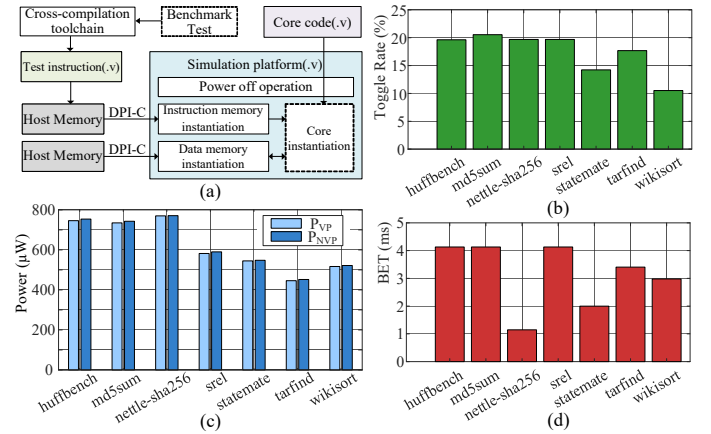 Cross-compilation
toolchain
Benchmark
Test
Core code(.v)
Test instruction(.v)
Simulation platform(.v)
Power off operation
Host Memory
DPI-C
Instruction memory
instantiation
Core
instantiation
Host Memory
DPI-C
Data memory
instantiation
(a)
Toggle Rate (%)
25
20
15
10
5
0
huffbench
md5sum
nettle-sha256
srel
statemate
tarfind
wikisort
(b)
Power (μW)
800
600
400
200
0
P_VP
P_NVP
huffbench
md5sum
nettle-sha256
srel
statemate
tarfind
wikisort
(c)
BET (ms)
5
4
3
2
1
0
huffbench
md5sum
nettle-sha256
srel
statemate
tarfind
wikisort
(d)